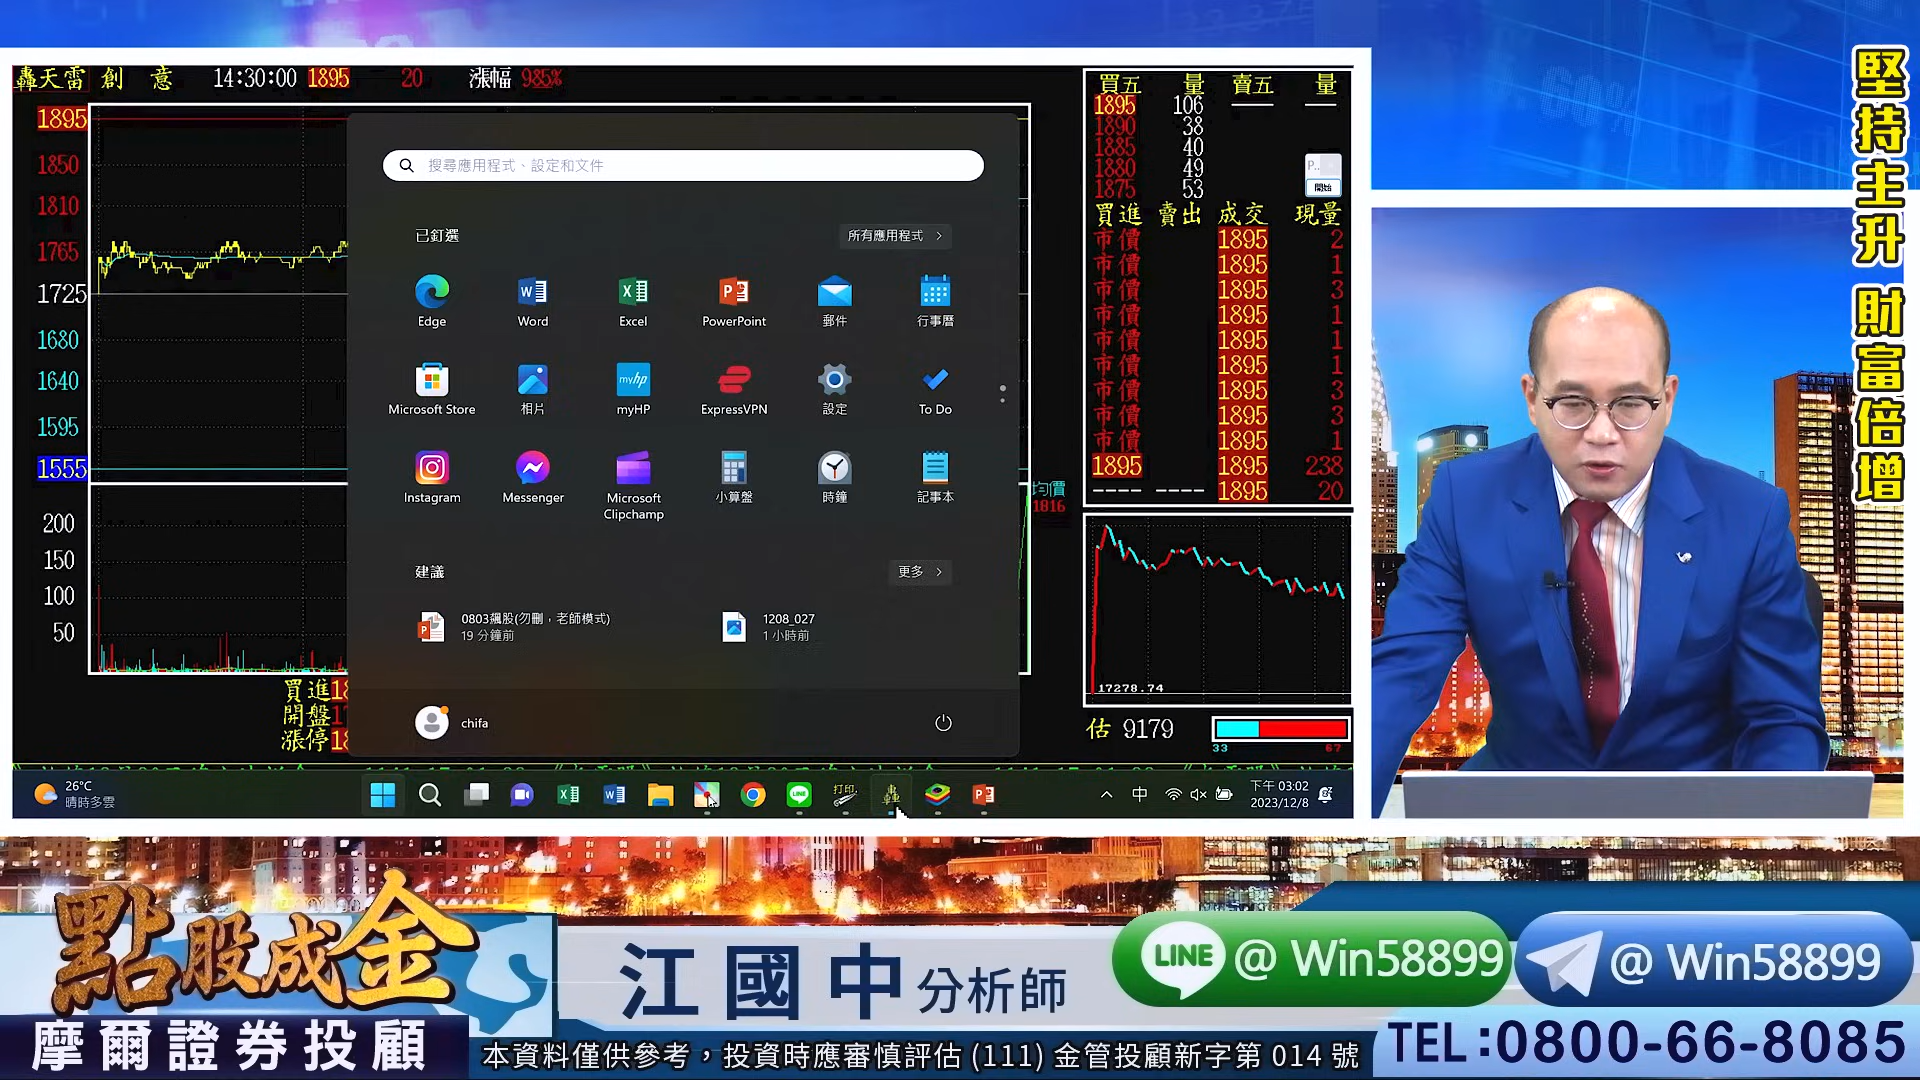 轟天雷 創 意 14:30:00 1895 20 漲幅 9.85%
1895
1850
1810
1765
1725
1680
1640
1595
1555
200
150
100
50
搜尋應用程式、設定和文件
已釘選
所有應用程式 >
Edge
Word
Excel
PowerPoint
郵件
行事曆
Microsoft Store
相片
myHP
ExpressVPN
設定
To Do
Instagram
Messenger
Microsoft Clipchamp
小算盤
時鐘
記事本
建議
更多 >
0803飆股(勿刪,老師模式)
19 分鐘前
1208_027
1 小時前
chifa
買進
開盤
漲停
均價
1816
買五 量 賣五 量
1895 106
1890 38
1885 40
1880 49
1875 53
P...
開始
買進 賣出 成交 現量
市價 1895 2
市價 1895 1
市價 1895 3
市價 1895 1
市價 1895 1
市價 1895 1
市價 1895 3
市價 1895 3
市價 1895 1
1895 1895 238
---- ---- 1895 20
17278.74
估 9179
33 67
26°C
晴時多雲
打印.
中
下午 03:02
2023/12/8
堅持主升 財富倍增
點股成金
摩爾證券投顧
江國中 分析師
LINE @ Win58899
@ Win58899
TEL:0800-66-8085
本資料僅供參考,投資時應審慎評估 (111) 金管投顧新字第 014 號